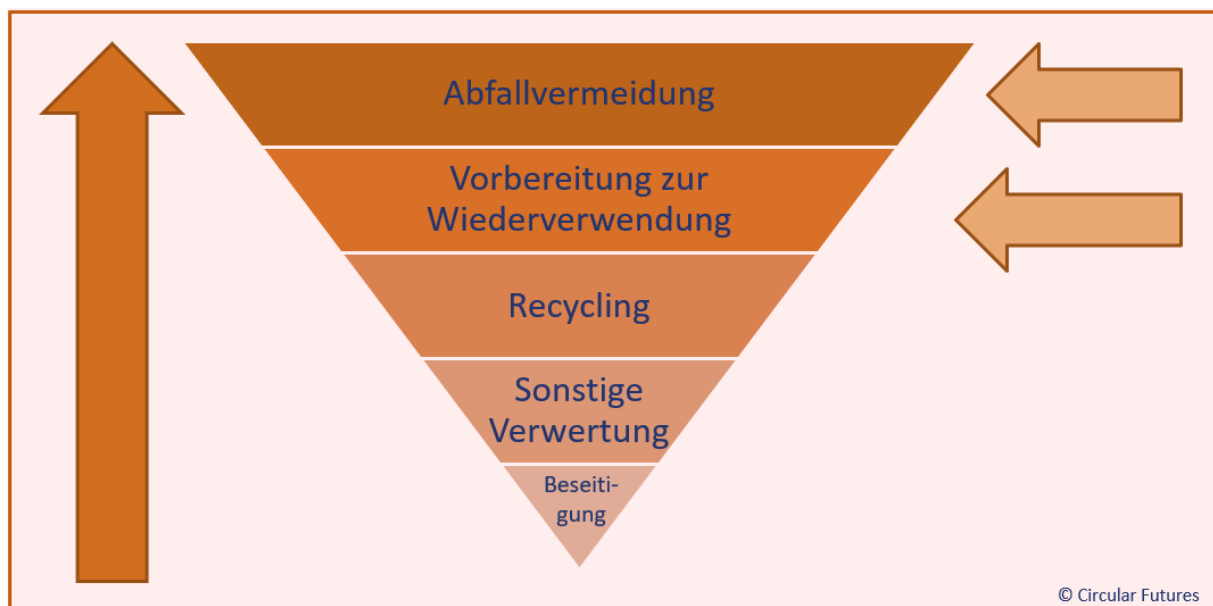 Abfallvermeidung
Vorbereitung zur
Wiederverwendung
Recycling
Sonstige
Verwertung
Beseiti-
gung
© Circular Futures